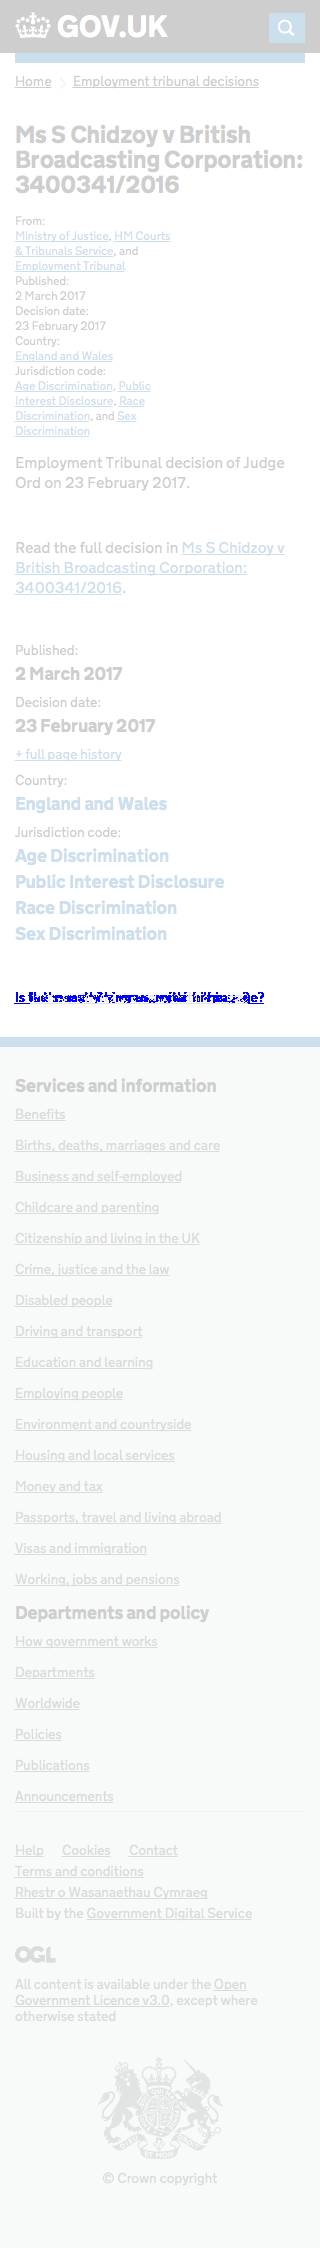 GOV.UK
Home > Employment tribunal decisions
Ms S Chidzoy v British
Broadcasting Corporation:
3400341/2016
From:
Ministry of Justice, HM Courts
& Tribunals Service, and
Employment Tribunal
Published:
2 March 2017
Decision date:
23 February 2017
Country:
England and Wales
Jurisdiction code:
Age Discrimination, Public
Interest Disclosure, Race
Discrimination, and Sex
Discrimination
Employment Tribunal decision of Judge
Ord on 23 February 2017.
Read the full decision in Ms S Chidzoy v
British Broadcasting Corporation:
3400341/2016.
Published:
2 March 2017
Decision date:
23 February 2017
+ full page history
Country:
England and Wales
Jurisdiction code:
Age Discrimination
Public Interest Disclosure
Race Discrimination
Sex Discrimination
Is
Services and information
Benefits
Births, deaths, marriages and care
Business and self-employed
Childcare and parenting
Citizenship and living in the UK
Crime, justice and the law
Disabled people
Driving and transport
Education and learning
Employing people
Environment and countryside
Housing and local services
Money and tax
Passports, travel and living abroad
Visas and immigration
Working, jobs and pensions
Departments and policy
How government works
Departments
Worldwide
Policies
Publications
Announcements
Help Cookies Contact
Terms and conditions
Rhestr o Wasanaethau Cymraeg
Built by the Government Digital Service
OGL
All content is available under the Open
Government Licence v3.0, except where
otherwise stated
© Crown copyright